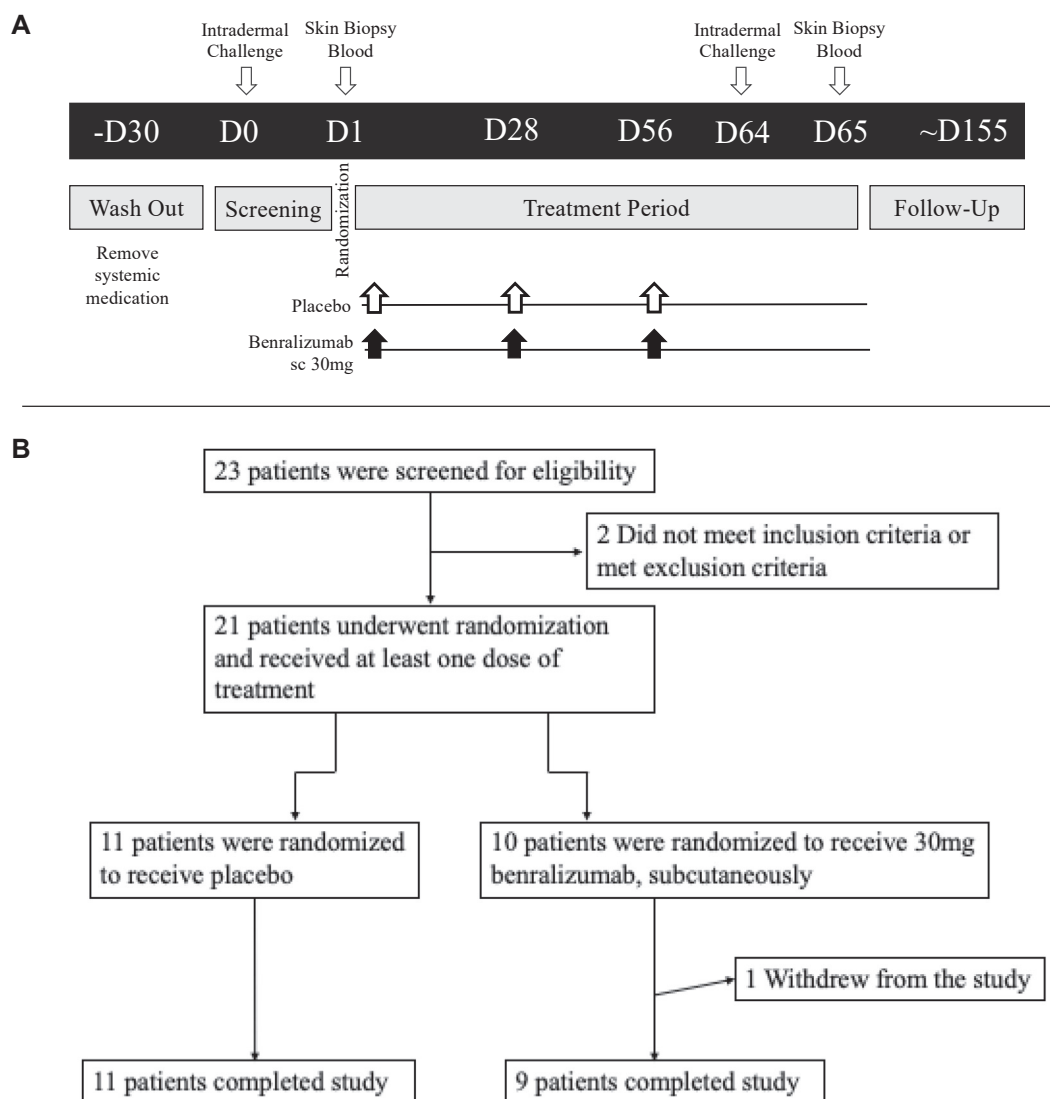 A
Intradermal
Challenge
Skin Biopsy
Blood
Intradermal
Challenge
Skin Biopsy
Blood
-D30 D0 D1 D28 D56 D64 D65 ~D155
Wash Out
Screening
Randomization
Treatment Period
Follow-Up
Remove
systemic
medication
Placebo
Benralizumab
sc 30mg
B
23 patients were screened for eligibility
2 Did not meet inclusion criteria or
met exclusion criteria
21 patients underwent randomization
and received at least one dose of
treatment
11 patients were randomized
to receive placebo
10 patients were randomized to receive 30mg
benralizumab, subcutaneously
1 Withdrew from the study
11 patients completed study
9 patients completed study